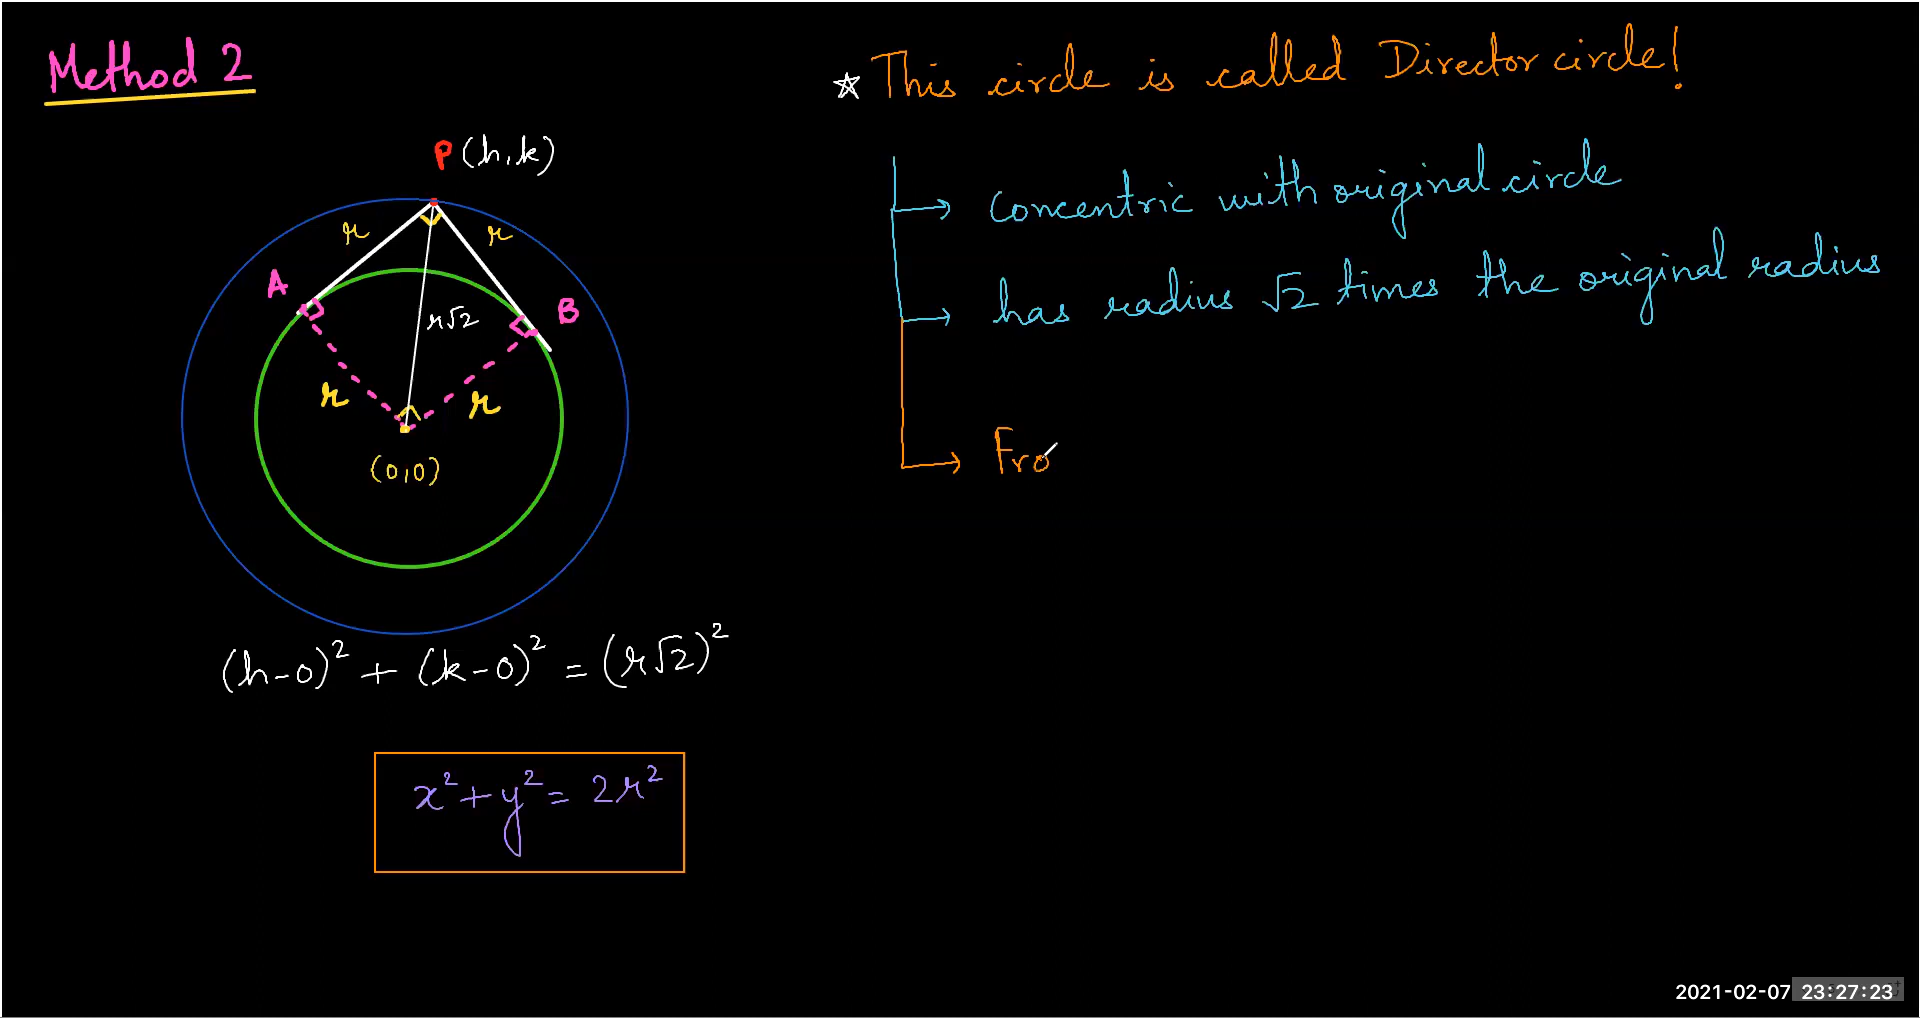 Method 2
★ This circle is called Director circle!
P (h,k)
→ concentric with original circle
r r
A
B
r√2
→ has radius √2 times the original radius
r r
(0,0)
→ Fro
(h-0)² + (k-0)² = (r√2)²
x² + y² = 2r²
2021-02-07 23:27:23